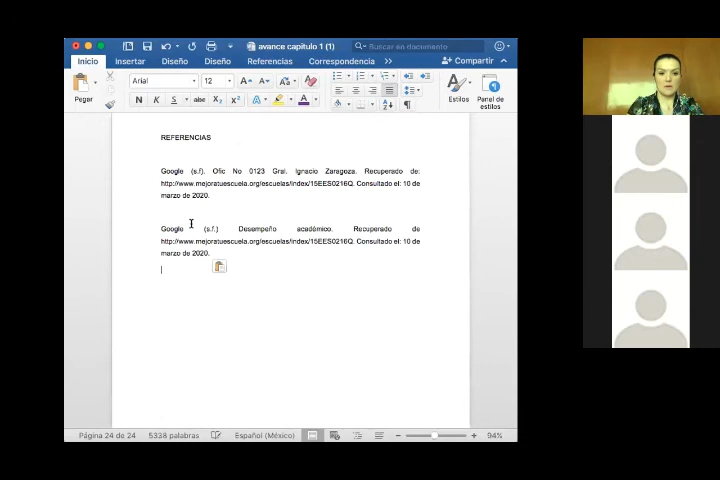 avance capítulo 1 (1)
Buscar en documento
Inicio Insertar Diseño Diseño Referencias Correspondencia Compartir
Pegar Arial 12 Estilos Panel de estilos
REFERENCIAS
Google (s.f). Ofic No 0123 Gral. Ignacio Zaragoza. Recuperado de:
http://www.mejoratuescuela.org/escuelas/index/15EES0216Q. Consultado el: 10 de
marzo de 2020.
Google (s.f.) Desempeño académico. Recuperado de
http://www.mejoratuescuela.org/escuelas/index/15EES0216Q. Consultado el: 10 de
marzo de 2020.
Página 24 de 24 5338 palabras Español (México) 94%